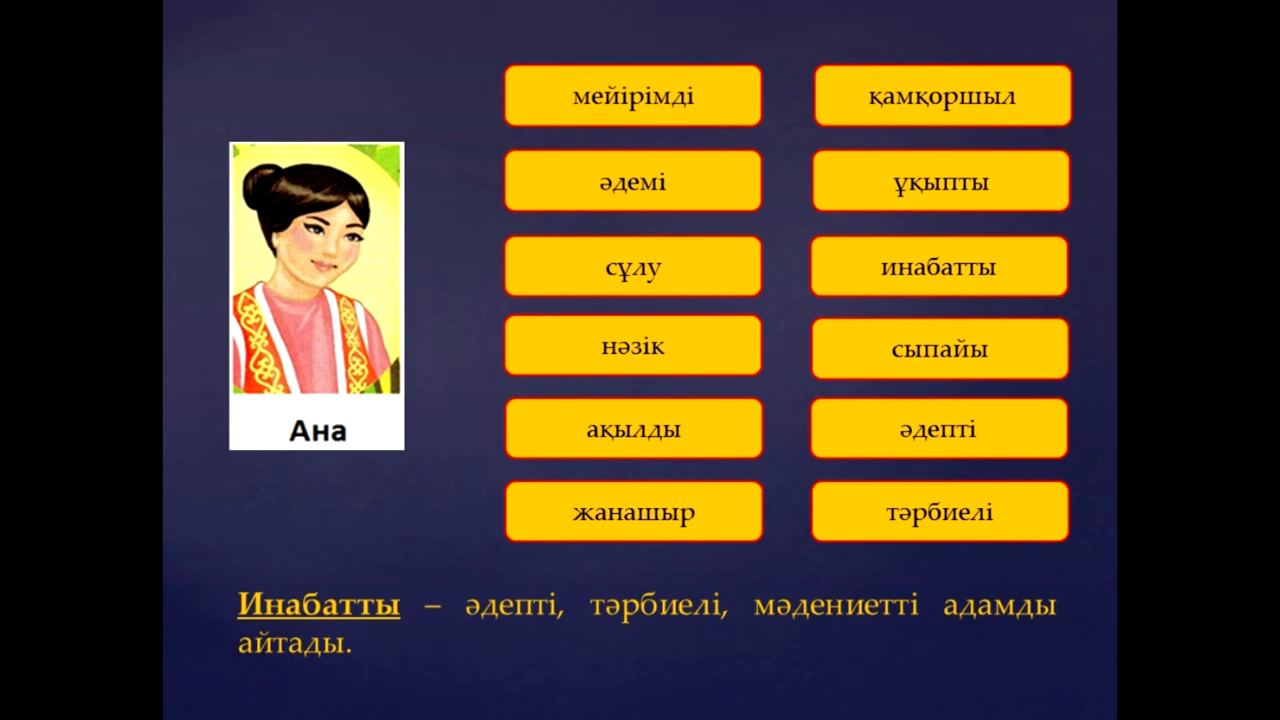 мейірімді
қамқоршыл
әдемі
ұқыпты
сұлу
инабатты
нәзік
сыпайы
ақылды
әдепті
жанашыр
тәрбиелі
Ана
Инабатты – әдепті, тәрбиелі, мәдениетті адамды
айтады.